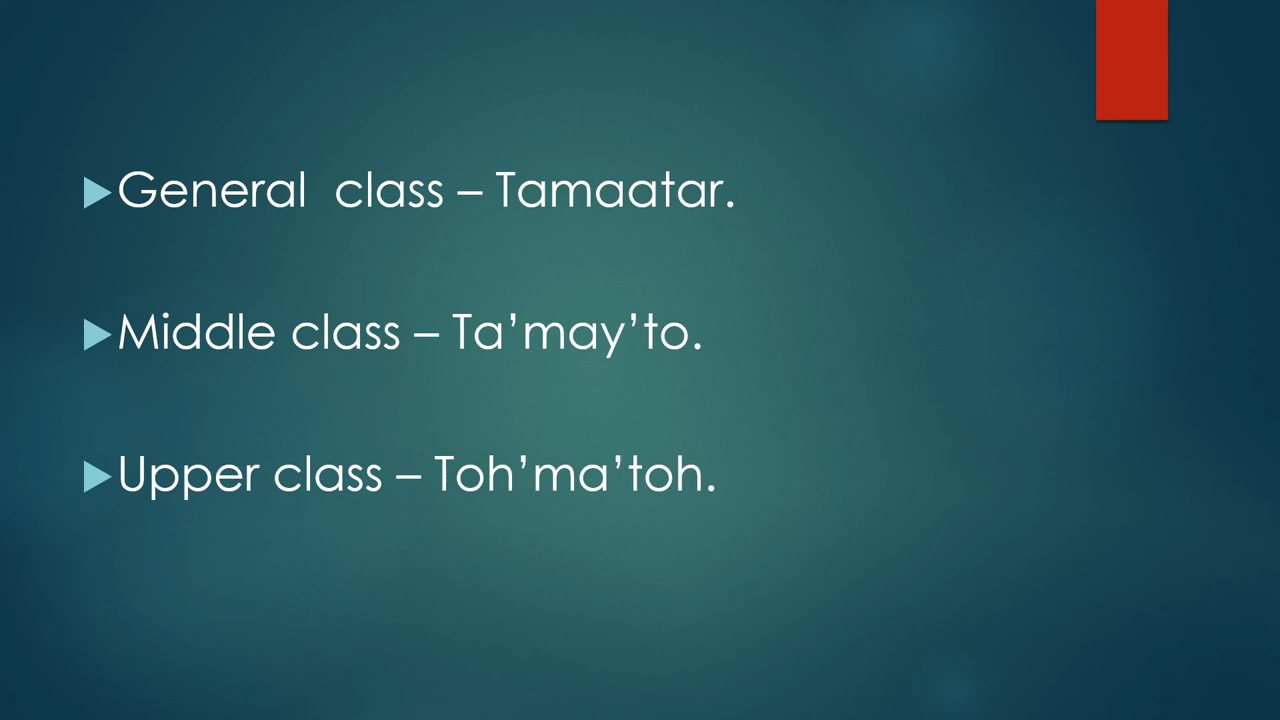 General  class – Tamaatar.
Middle class – Ta’may’to.
Upper class – Toh’ma’toh.